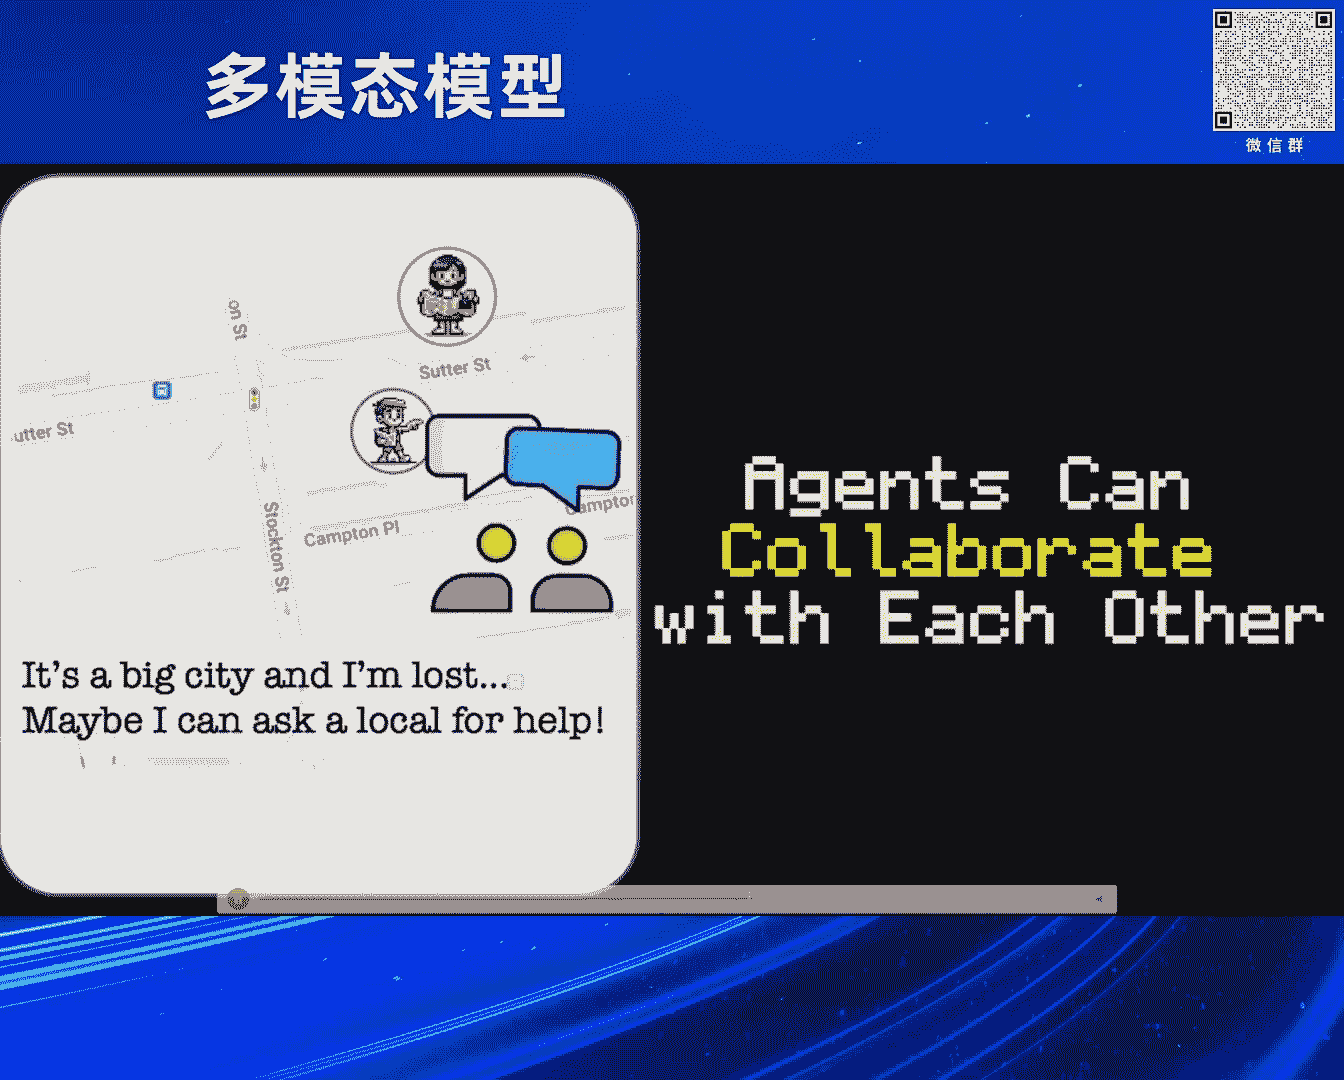 多模态模型
微信群
on St
Sutter St
utter St
Campton
Campton Pl
Stockton St
It's a big city and I'm lost...
Maybe I can ask a local for help!
Agents Can
Collaborate
with Each Other